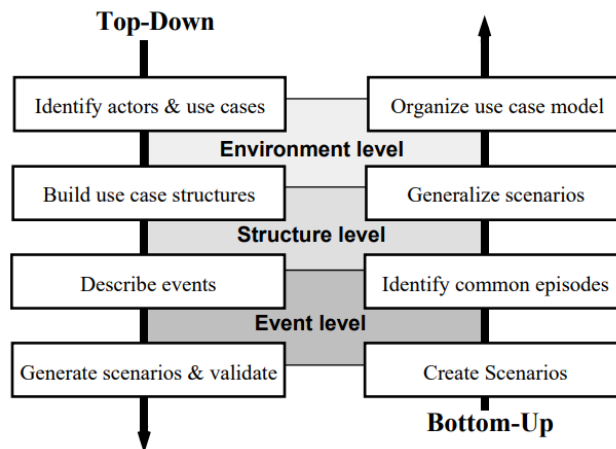 Top-Down
Identify actors & use cases
Organize use case model
Environment level
Build use case structures
Generalize scenarios
Structure level
Describe events
Identify common episodes
Event level
Generate scenarios & validate
Create Scenarios
Bottom-Up